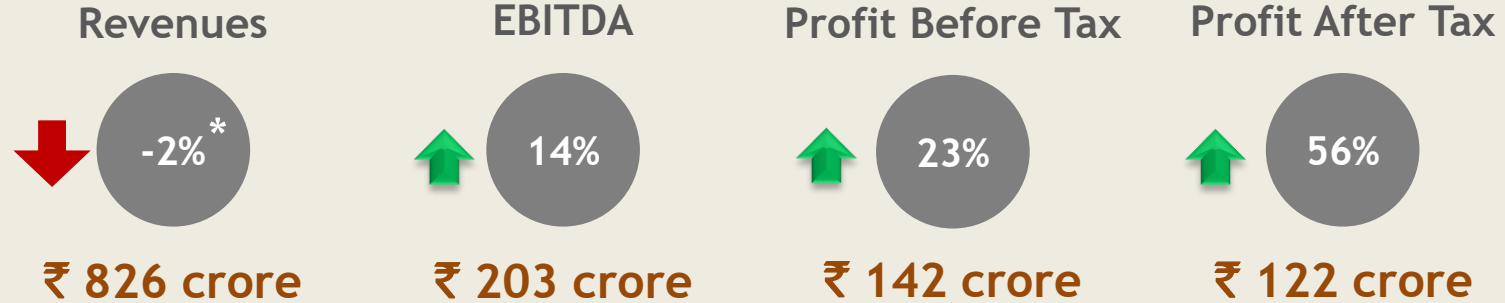 Revenues EBITDA Profit Before Tax Profit After Tax
-2%* 14% 23% 56%
₹ 826 crore ₹ 203 crore ₹ 142 crore ₹ 122 crore